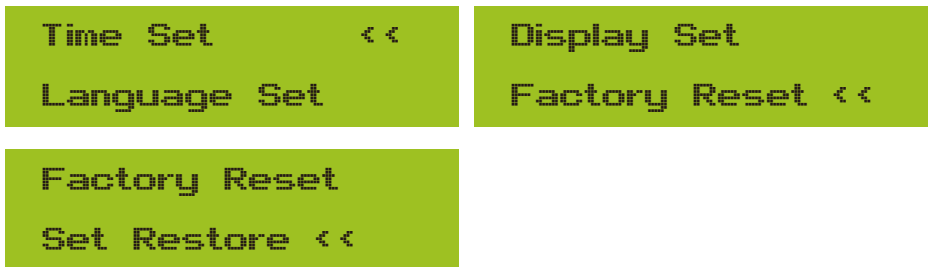 Time Set <<
Language Set
Display Set
Factory Reset <<
Factory Reset
Set Restore <<